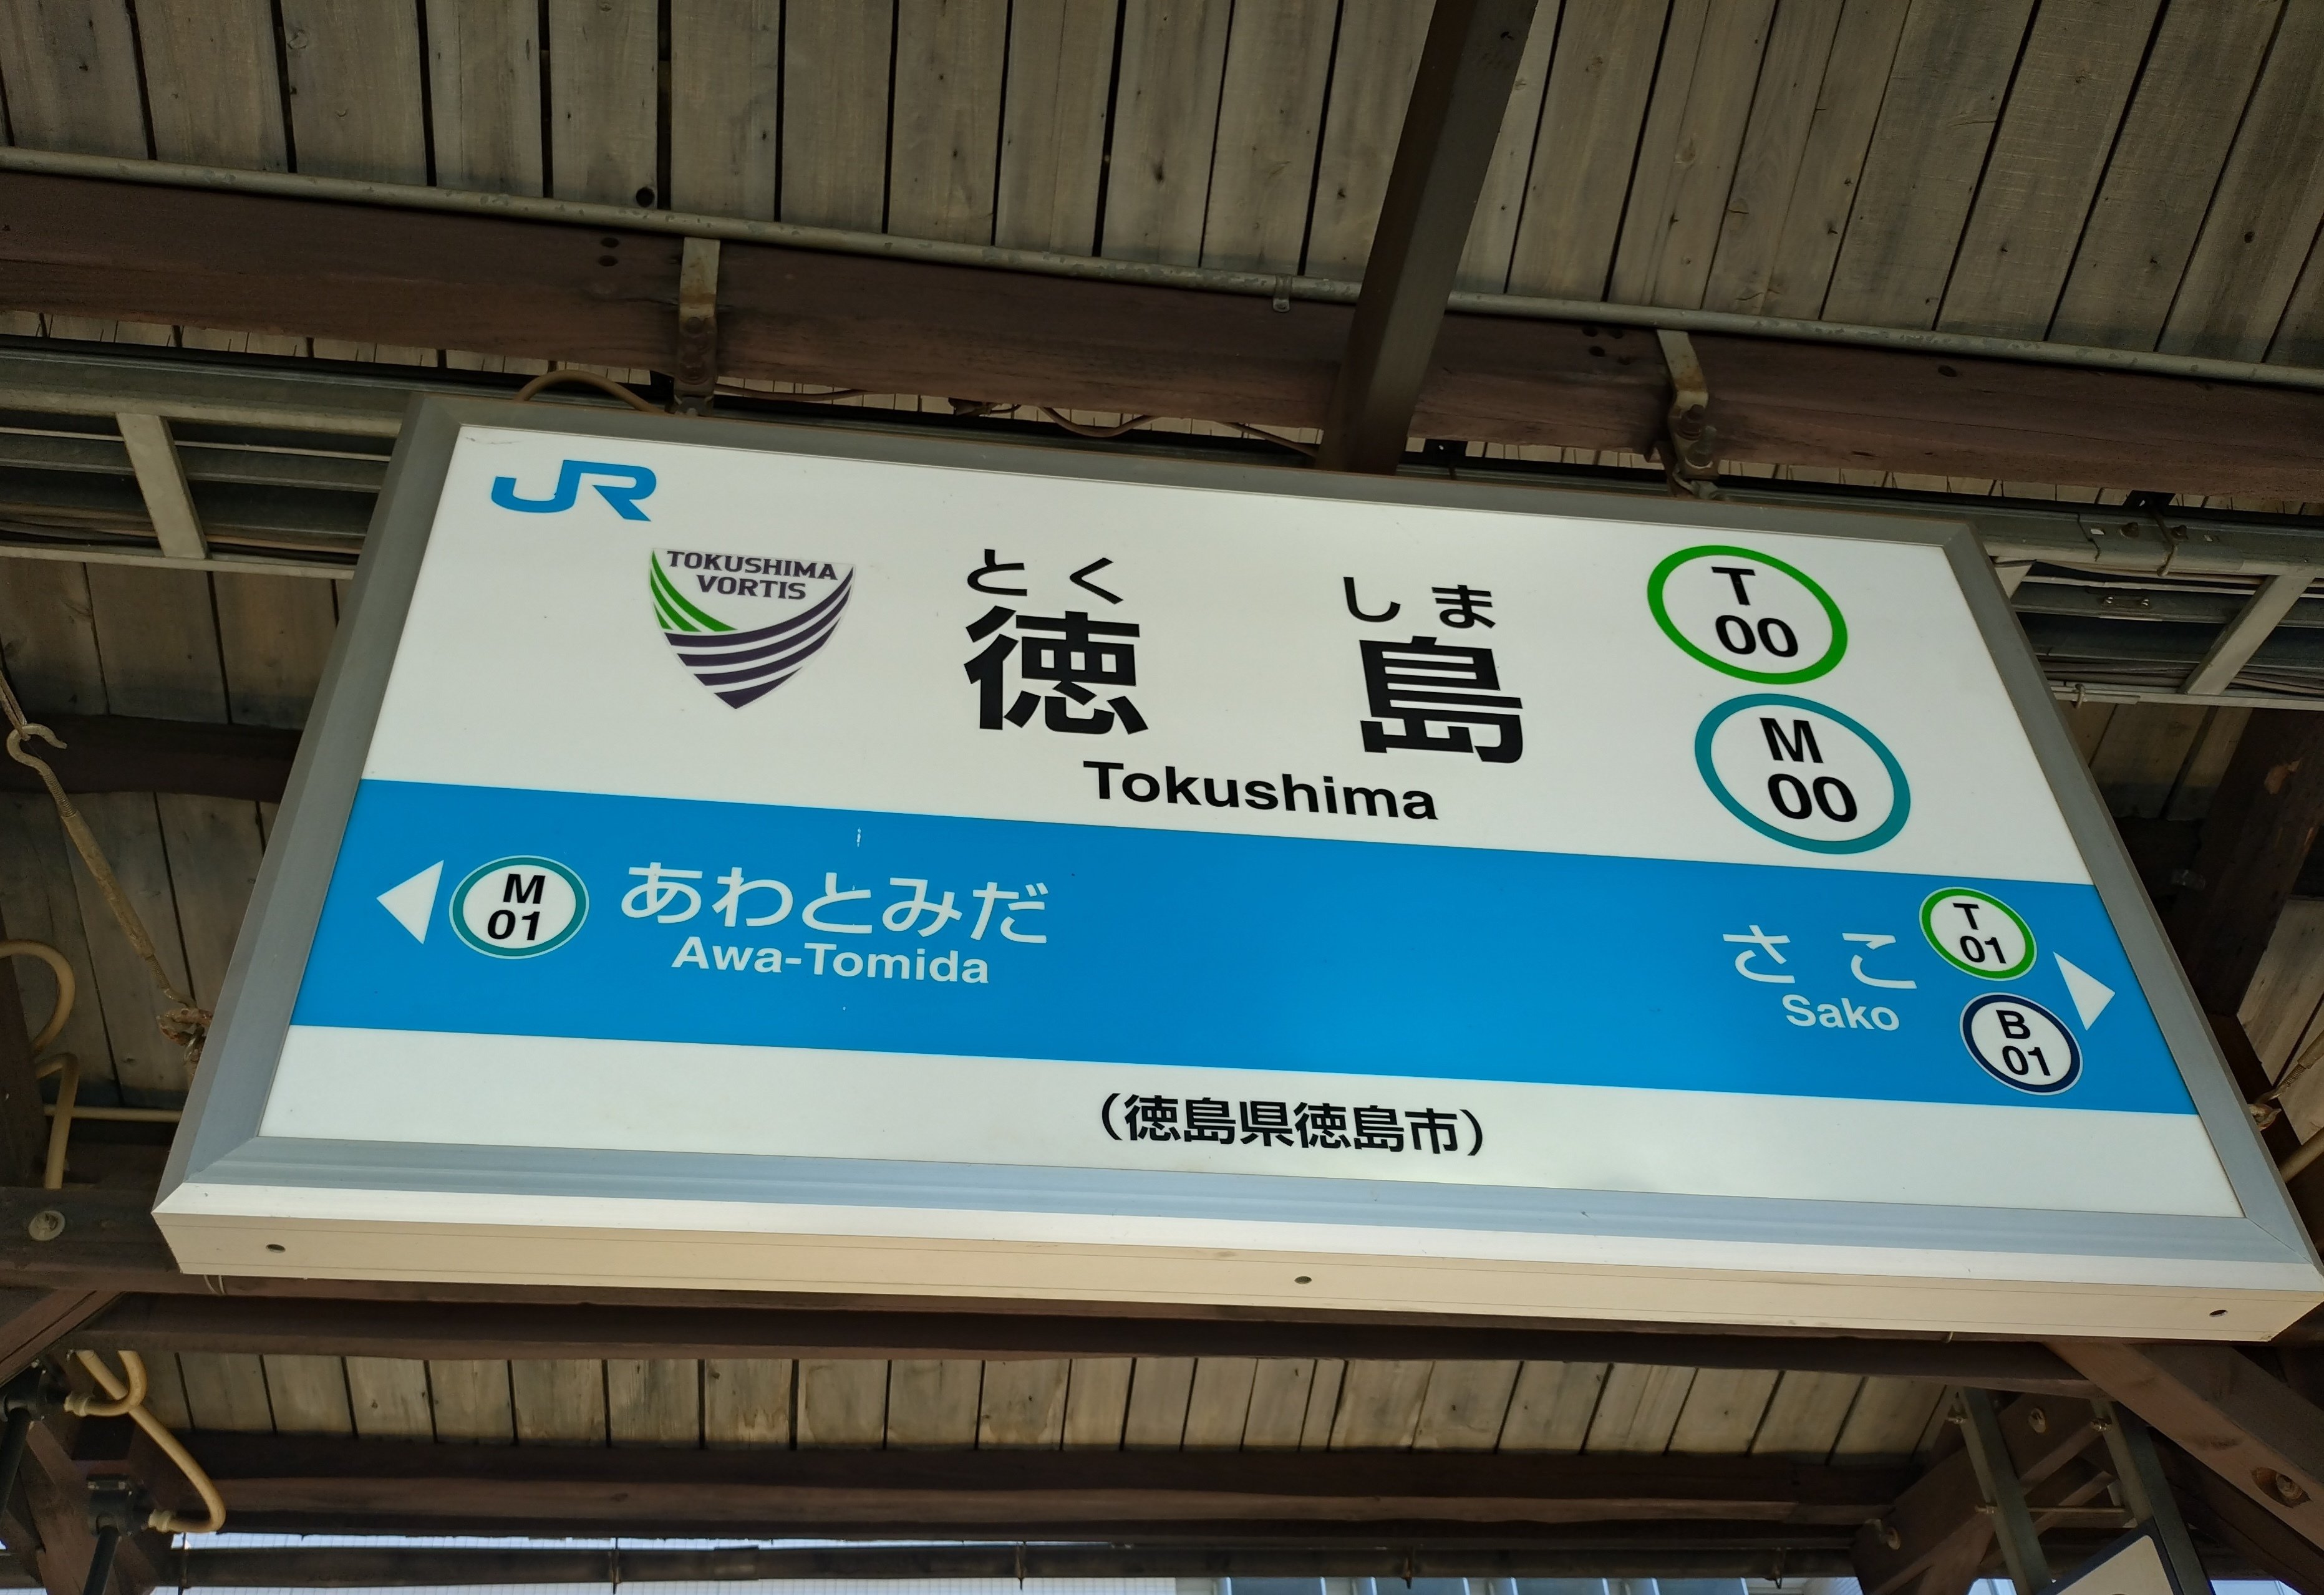 JR
TOKUSHIMA
VORTIS
とく しま
徳 島
Tokushima
T
00
M
00
M
01
あわとみだ
Awa-Tomida
さ こ
Sako
T
01
B
01
(徳島県徳島市)